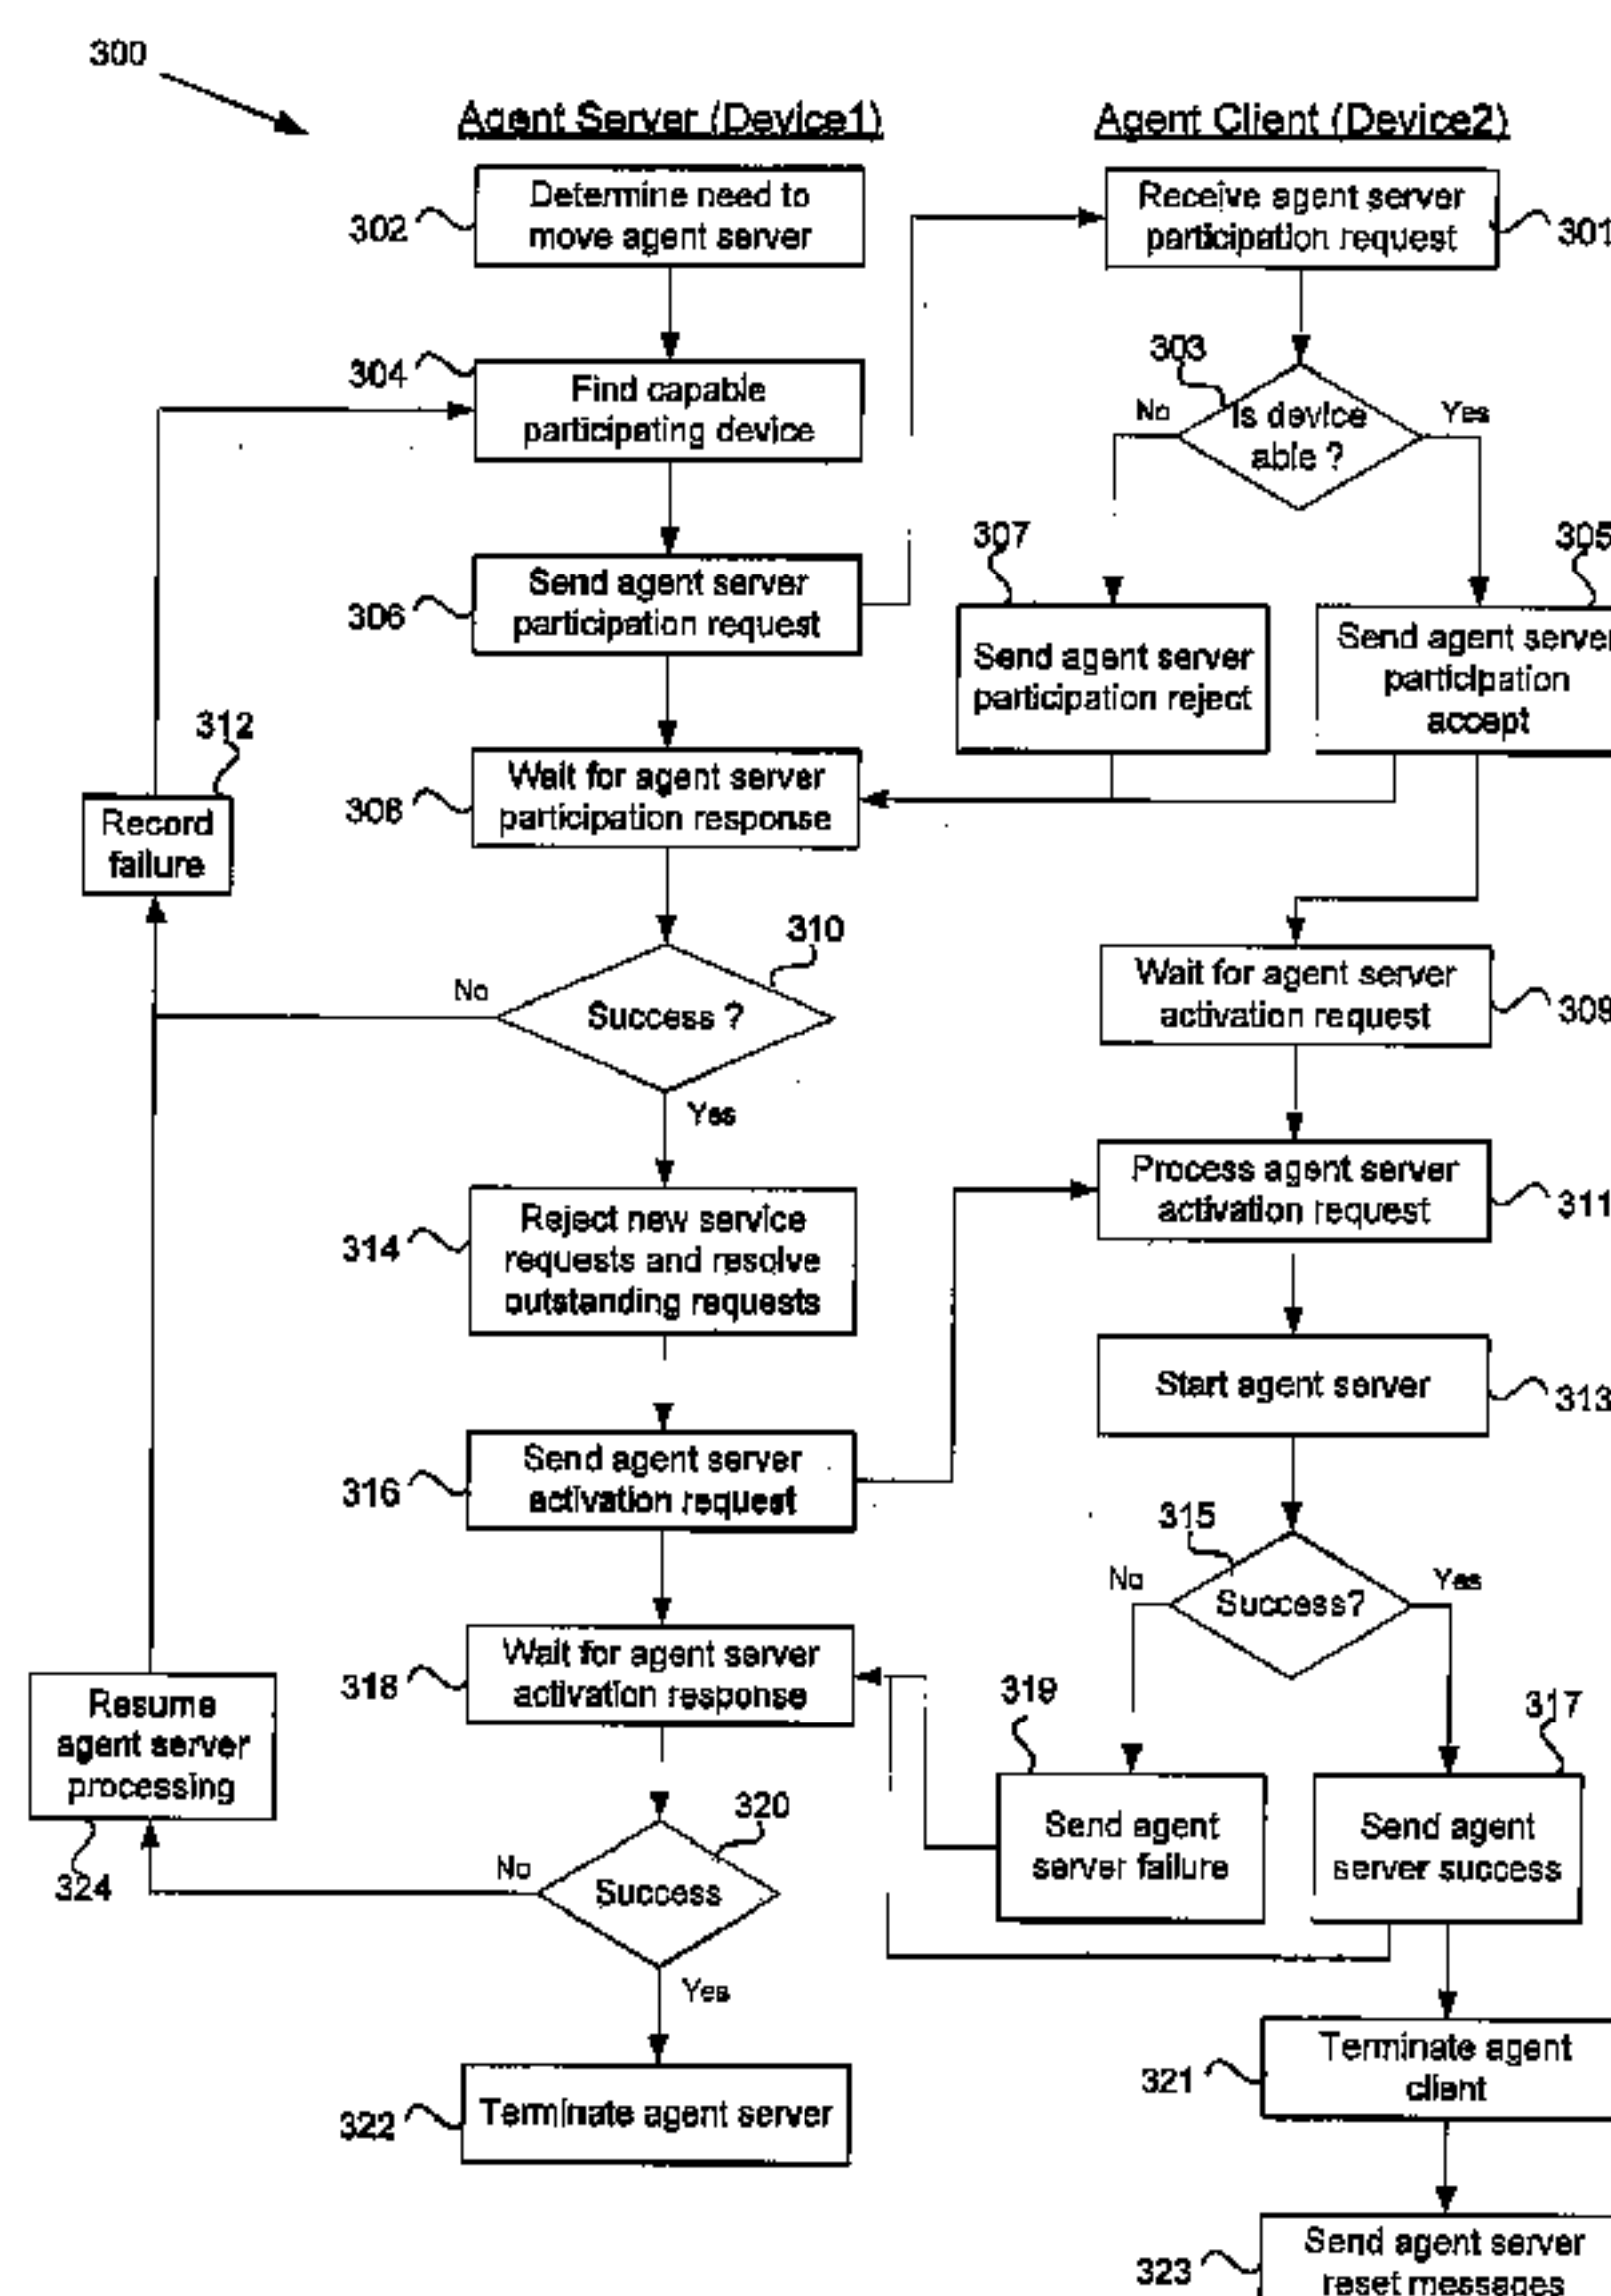 300
Agent Server (Device1)
Agent Client (Device2)
302
Determine need to
move agent server
Receive agent server
participation request
301
304
Find capable
participating device
303
No
Is device
able ?
Yes
306
Send agent server
participation request
307
Send agent server
participation reject
305
Send agent server
participation
accept
312
Record
failure
308
Wait for agent server
participation response
310
No
Success ?
Yes
Wait for agent server
activation request
309
314
Reject new service
requests and resolve
outstanding requests
Process agent server
activation request
311
Start agent server
313
316
Send agent server
activation request
315
No
Success?
Yes
318
Wait for agent server
activation response
Resume
agent server
processing
324
319
Send agent
server failure
317
Send agent
server success
320
No
Success
Yes
322
Terminate agent server
321
Terminate agent
client
323
Send agent server
reset messages